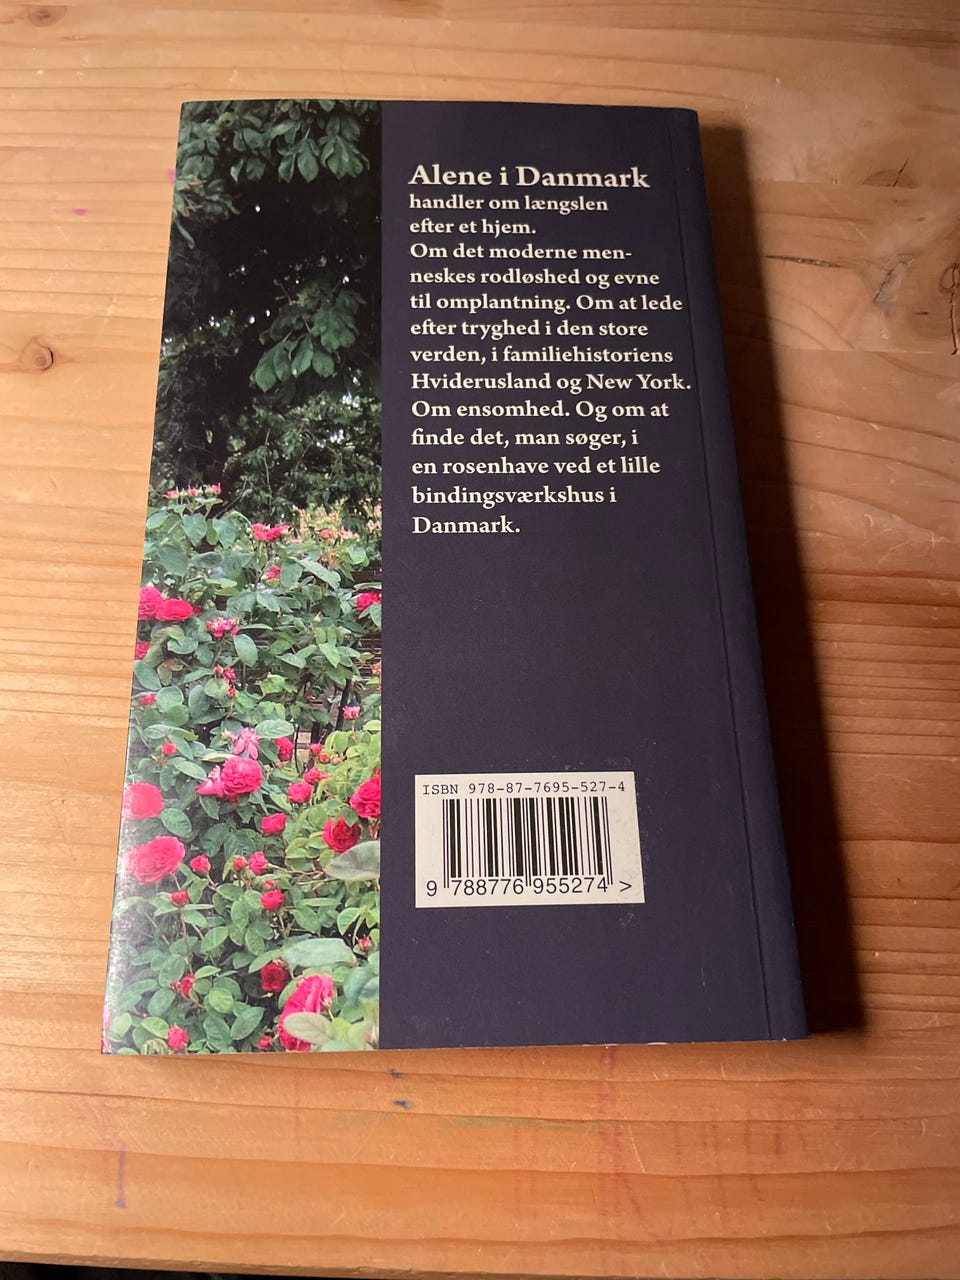 Alene i Danmark
handler om længslen
efter et hjem.
Om det moderne men-
neskes rodløshed og evne
til omplantning. Om at lede
efter tryghed i den store
verden, i familiehistoriens
Hviderusland og New York.
Om ensomhed. Og om at
finde det, man søger, i
en rosenhave ved et lille
bindingsværkshus i
Danmark.
ISBN 978-87-7695-527-4
9 788776 955274 >